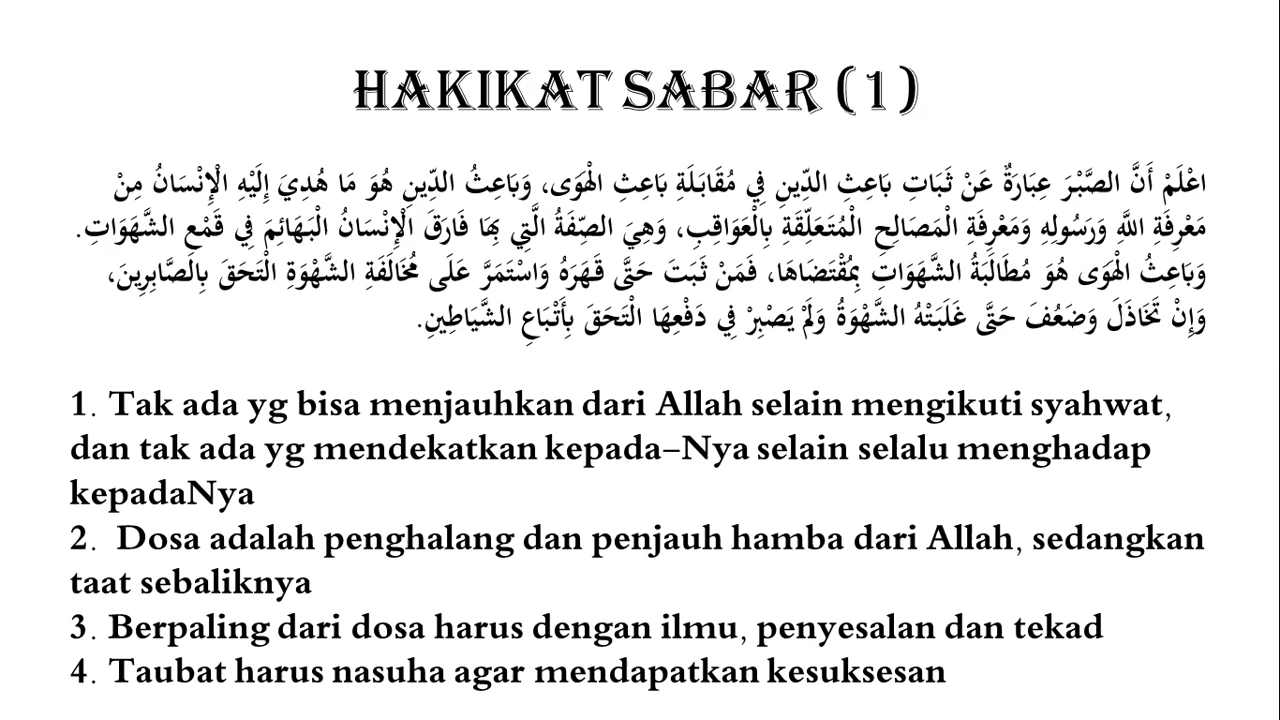 HAKIKAT SABAR (1)
اعْلَمْ أَنَّ الصَّبْرَ عِبَارَةٌ عَنْ ثَبَاتِ بَاعِثِ الدِّينِ فِي مُقَابَلَةِ بَاعِثِ الْهَوَى، وَبَاعِثُ الدِّينِ هُوَ مَا هُدِيَ إِلَيْهِ الْإِنْسَانُ مِنْ
مَعْرِفَةِ اللَّهِ وَرَسُولِهِ وَمَعْرِفَةِ الْمَصَالِحِ الْمُتَعَلِّقَةِ بِالْعَوَاقِبِ، وَهِيَ الصِّفَةُ الَّتِي بِهَا فَارَقَ الْإِنْسَانُ الْبَهَائِمَ فِي قَمْعِ الشَّهَوَاتِ.
وَبَاعِثُ الْهَوَى هُوَ مُطَالَبَةُ الشَّهَوَاتِ بِمُقْتَضَاهَا، فَمَنْ ثَبَتَ حَتَّى قَهَرَهُ وَاسْتَمَرَّ عَلَى مُخَالَفَةِ الشَّهْوَةِ الْتَحَقَ بِالصَّابِرِينَ،
وَإِنْ تَخَاذَلَ وَضَعُفَ حَتَّى غَلَبَتْهُ الشَّهْوَةُ وَلَمْ يَصْبِرْ فِي دَفْعِهَا الْتَحَقَ بِأَتْبَاعِ الشَّيَاطِينِ.
1. Tak ada yg bisa menjauhkan dari Allah selain mengikuti syahwat,
dan tak ada yg mendekatkan kepada–Nya selain selalu menghadap
kepadaNya
2. Dosa adalah penghalang dan penjauh hamba dari Allah, sedangkan
taat sebaliknya
3. Berpaling dari dosa harus dengan ilmu, penyesalan dan tekad
4. Taubat harus nasuha agar mendapatkan kesuksesan